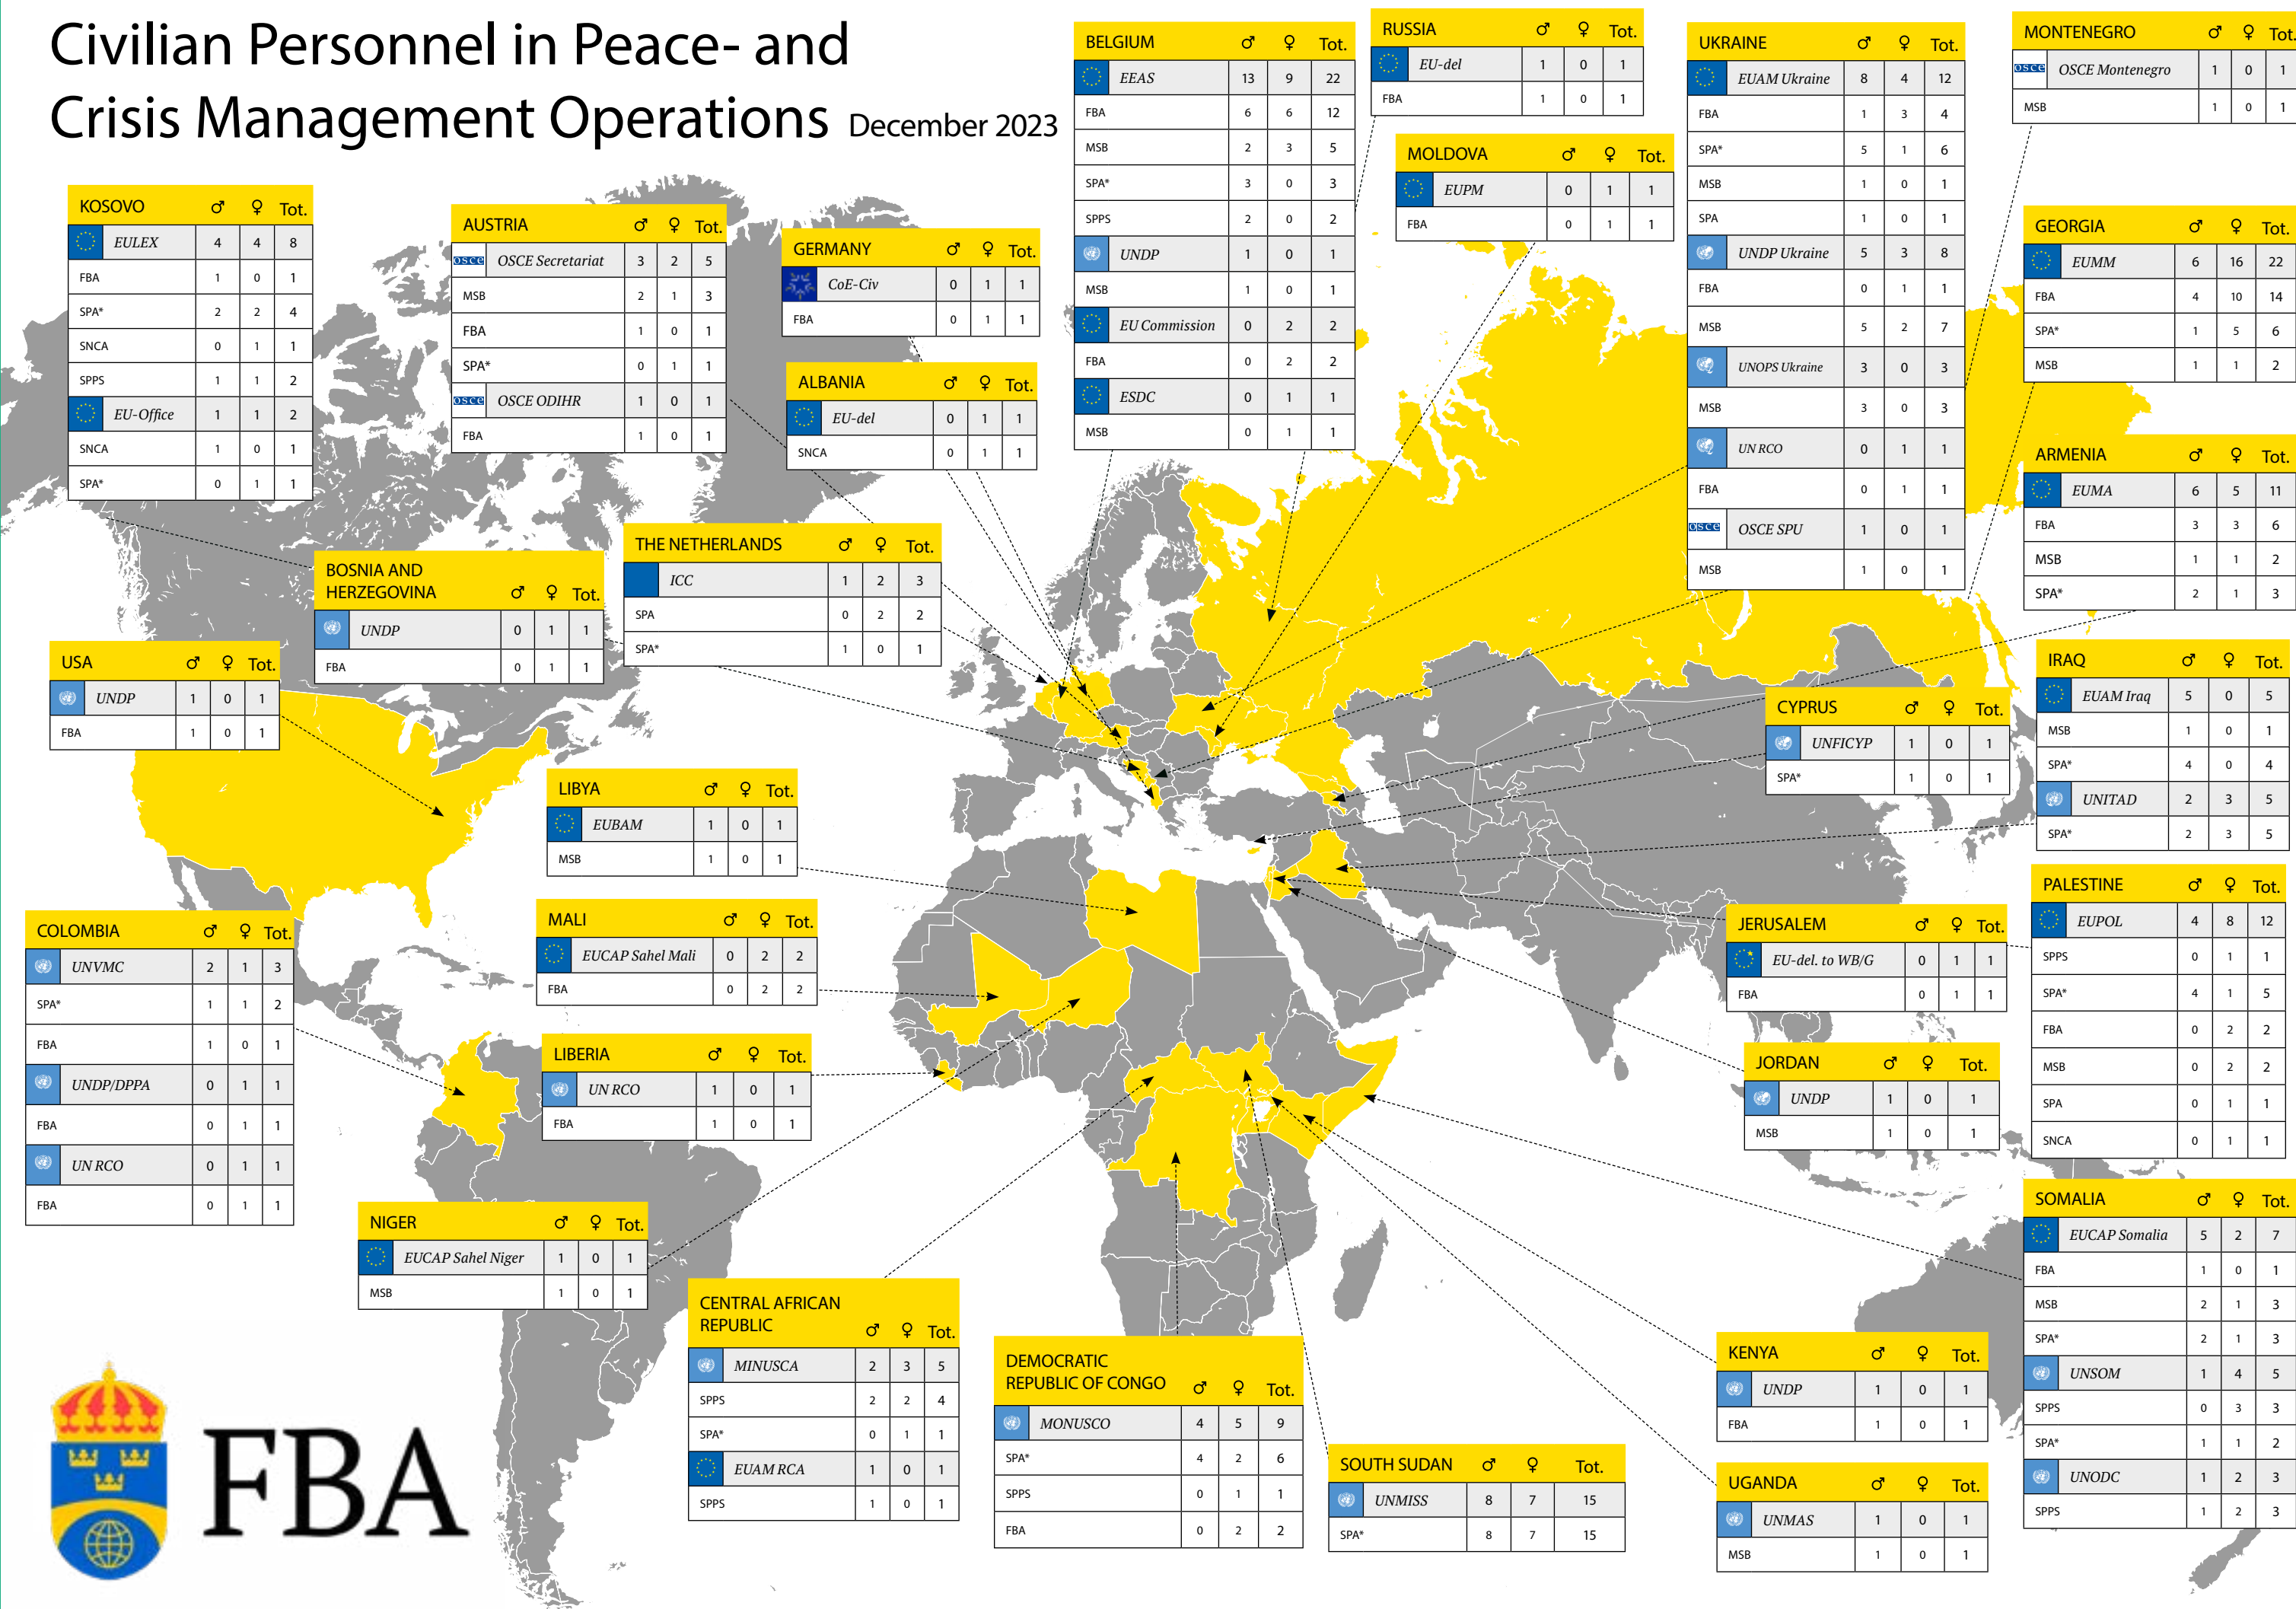 Civilian Personnel in Peace- and
Crisis Management Operations December 2023
KOSOVO ♂ ♀ Tot.
EULEX 4 4 8
FBA 1 0 1
SPA* 2 2 4
SNCA 0 1 1
SPPS 1 1 2
EU-Office 1 1 2
SNCA 1 0 1
SPA* 0 1 1
AUSTRIA ♂ ♀ Tot.
osce OSCE Secretariat 3 2 5
MSB 2 1 3
FBA 1 0 1
SPA* 0 1 1
osce OSCE ODIHR 1 0 1
FBA 1 0 1
GERMANY ♂ ♀ Tot.
CoE-Civ 0 1 1
FBA 0 1 1
ALBANIA ♂ ♀ Tot.
EU-del 0 1 1
SNCA 0 1 1
BELGIUM ♂ ♀ Tot.
EEAS 13 9 22
FBA 6 6 12
MSB 2 3 5
SPA* 3 0 3
SPPS 2 0 2
UNDP 1 0 1
MSB 1 0 1
EU Commission 0 2 2
FBA 0 2 2
ESDC 0 1 1
MSB 0 1 1
RUSSIA ♂ ♀ Tot.
EU-del 1 0 1
FBA 1 0 1
MOLDOVA ♂ ♀ Tot.
EUPM 0 1 1
FBA 0 1 1
UKRAINE ♂ ♀ Tot.
EUAM Ukraine 8 4 12
FBA 1 3 4
SPA* 5 1 6
MSB 1 0 1
SPA 1 0 1
UNDP Ukraine 5 3 8
FBA 0 1 1
MSB 5 2 7
UNOPS Ukraine 3 0 3
MSB 3 0 3
UN RCO 0 1 1
FBA 0 1 1
osce OSCE SPU 1 0 1
MSB 1 0 1
MONTENEGRO ♂ ♀ Tot.
osce OSCE Montenegro 1 0 1
MSB 1 0 1
GEORGIA ♂ ♀ Tot.
EUMM 6 16 22
FBA 4 10 14
SPA* 1 5 6
MSB 1 1 2
ARMENIA ♂ ♀ Tot.
EUMA 6 5 11
FBA 3 3 6
MSB 1 1 2
SPA* 2 1 3
THE NETHERLANDS ♂ ♀ Tot.
ICC 1 2 3
SPA 0 2 2
SPA* 1 0 1
BOSNIA AND
HERZEGOVINA ♂ ♀ Tot.
UNDP 0 1 1
FBA 0 1 1
USA ♂ ♀ Tot.
UNDP 1 0 1
FBA 1 0 1
IRAQ ♂ ♀ Tot.
EUAM Iraq 5 0 5
MSB 1 0 1
SPA* 4 0 4
UNITAD 2 3 5
SPA* 2 3 5
CYPRUS ♂ ♀ Tot.
UNFICYP 1 0 1
SPA* 1 0 1
LIBYA ♂ ♀ Tot.
EUBAM 1 0 1
MSB 1 0 1
MALI ♂ ♀ Tot.
EUCAP Sahel Mali 0 2 2
FBA 0 2 2
COLOMBIA ♂ ♀ Tot.
UNVMC 2 1 3
SPA* 1 1 2
FBA 1 0 1
UNDP/DPPA 0 1 1
FBA 0 1 1
UN RCO 0 1 1
FBA 0 1 1
LIBERIA ♂ ♀ Tot.
UN RCO 1 0 1
FBA 1 0 1
JERUSALEM ♂ ♀ Tot.
EU-del. to WB/G 0 1 1
FBA 0 1 1
PALESTINE ♂ ♀ Tot.
EUPOL 4 8 12
SPPS 0 1 1
SPA* 4 1 5
FBA 0 2 2
MSB 0 2 2
SPA 0 1 1
SNCA 0 1 1
JORDAN ♂ ♀ Tot.
UNDP 1 0 1
MSB 1 0 1
NIGER ♂ ♀ Tot.
EUCAP Sahel Niger 1 0 1
MSB 1 0 1
CENTRAL AFRICAN
REPUBLIC ♂ ♀ Tot.
MINUSCA 2 3 5
SPPS 2 2 4
SPA* 0 1 1
EUAM RCA 1 0 1
SPPS 1 0 1
DEMOCRATIC
REPUBLIC OF CONGO ♂ ♀ Tot.
MONUSCO 4 5 9
SPA* 4 2 6
SPPS 0 1 1
FBA 0 2 2
SOUTH SUDAN ♂ ♀ Tot.
UNMISS 8 7 15
SPA* 8 7 15
KENYA ♂ ♀ Tot.
UNDP 1 0 1
FBA 1 0 1
UGANDA ♂ ♀ Tot.
UNMAS 1 0 1
MSB 1 0 1
SOMALIA ♂ ♀ Tot.
EUCAP Somalia 5 2 7
FBA 1 0 1
MSB 2 1 3
SPA* 2 1 3
UNSOM 1 4 5
SPPS 0 3 3
SPA* 1 1 2
UNODC 1 2 3
SPPS 1 2 3
FBA